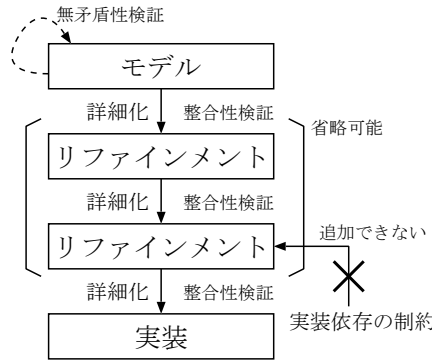 無矛盾性検証
モデル
詳細化
整合性検証
省略可能
リファインメント
詳細化
整合性検証
追加できない
リファインメント
詳細化
整合性検証
実装依存の制約
実装